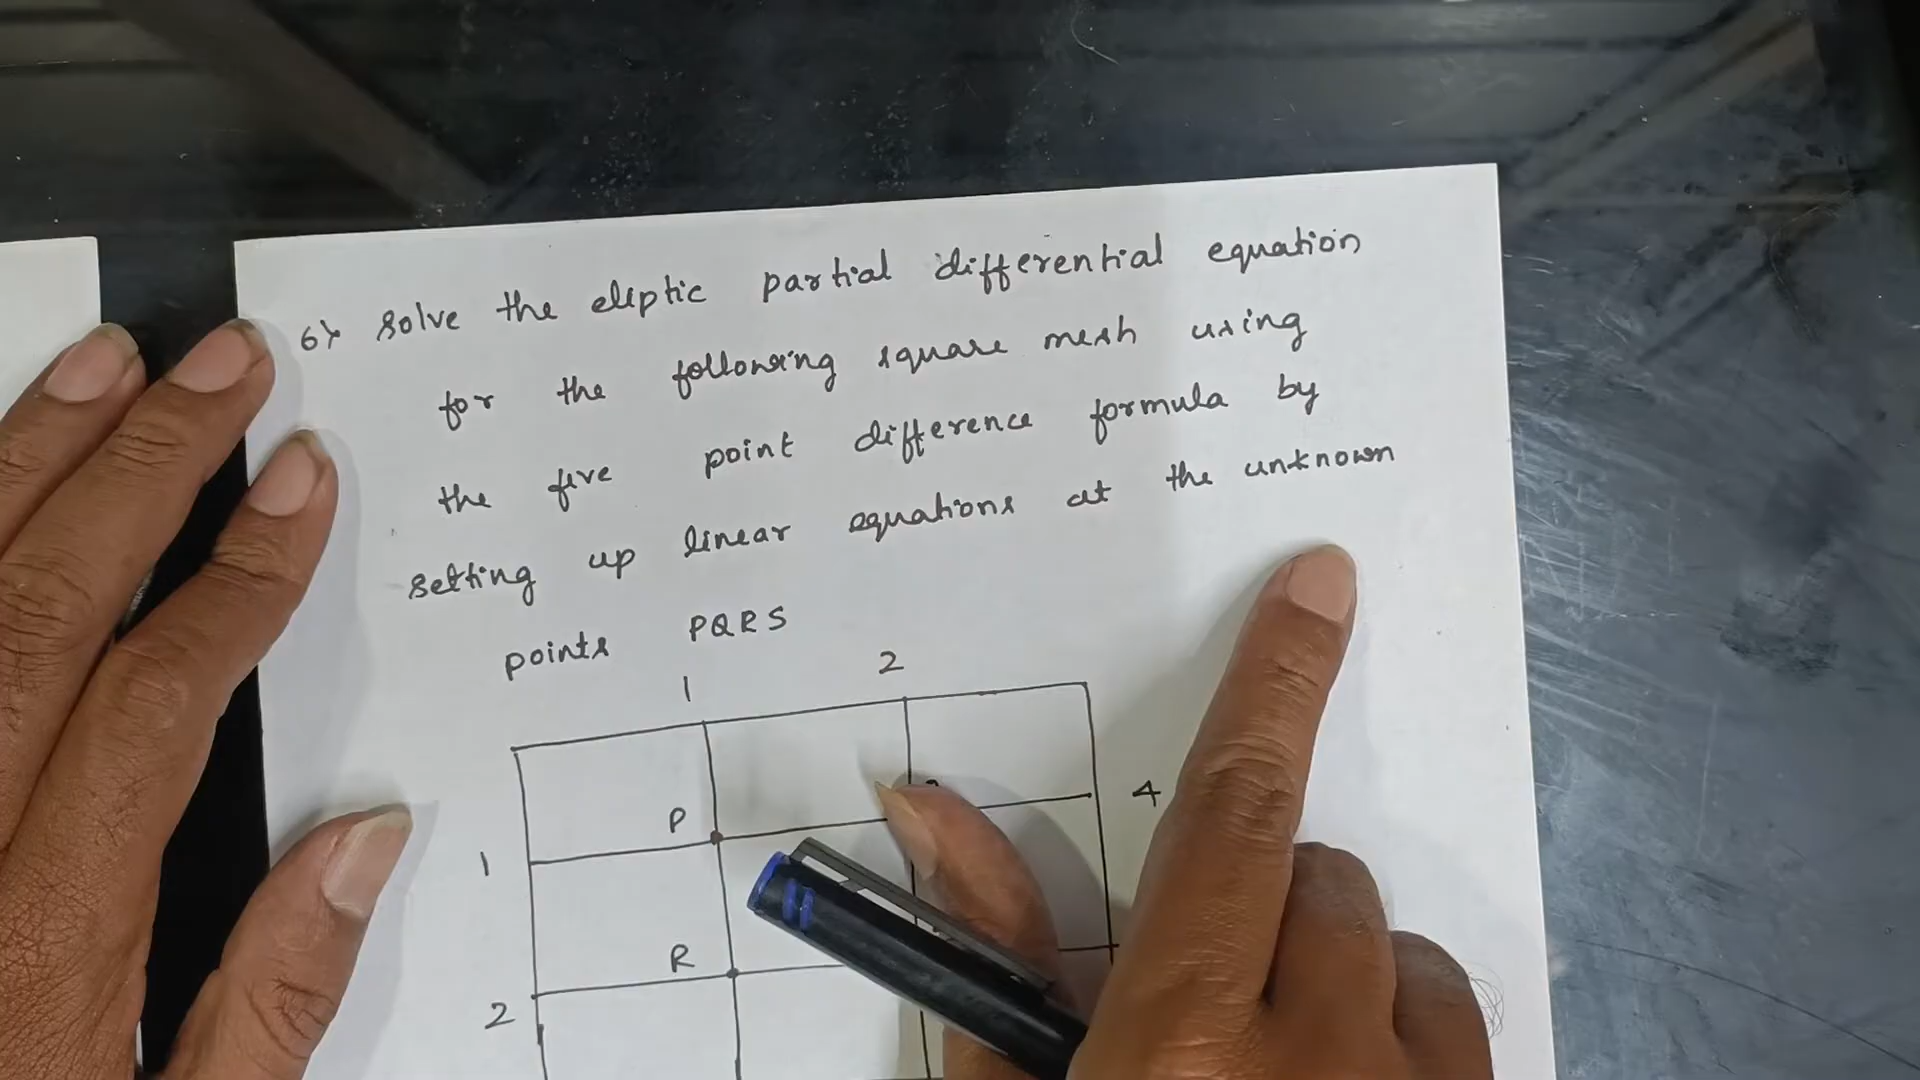 6) solve the eliptic partial differential equation
for the following square mesh using
the five point difference formula by
setting up linear equations at the unknown
points PQRS
1 2
P 4
1
R
2